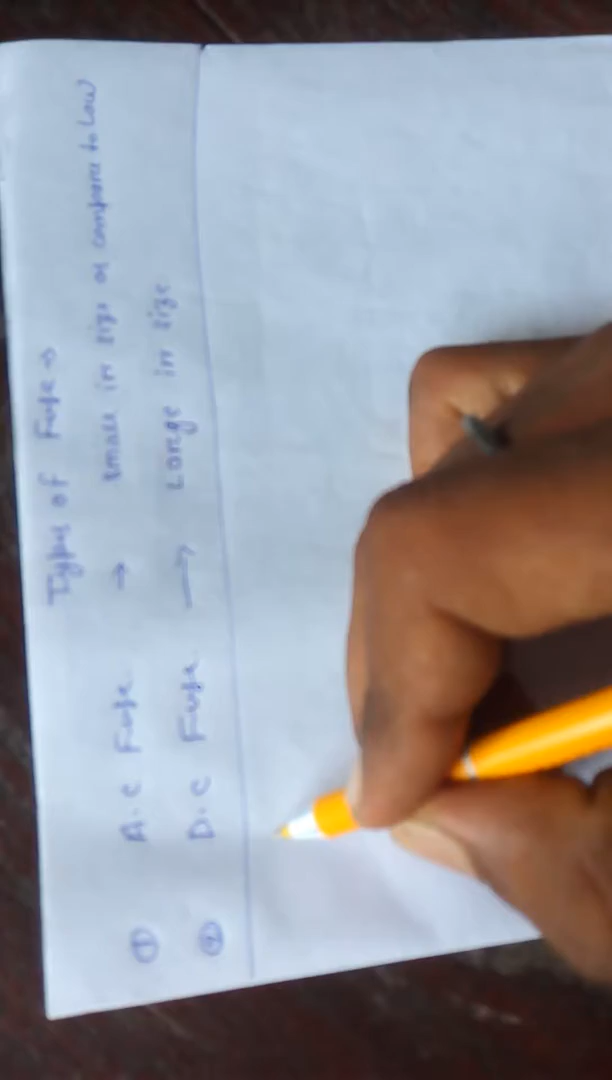 Types of Fuse →
① A.C Fuse → small in size as compare to Low
② D.C Fuse → Large in size